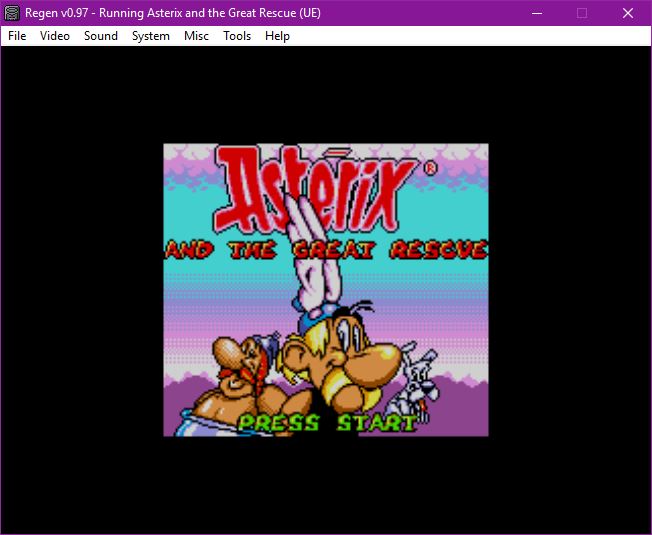 Regen v0.97 - Running Asterix and the Great Rescue (UE)
File Video Sound System Misc Tools Help
Astérix®
AND THE GREAT RESCUE
PRESS START